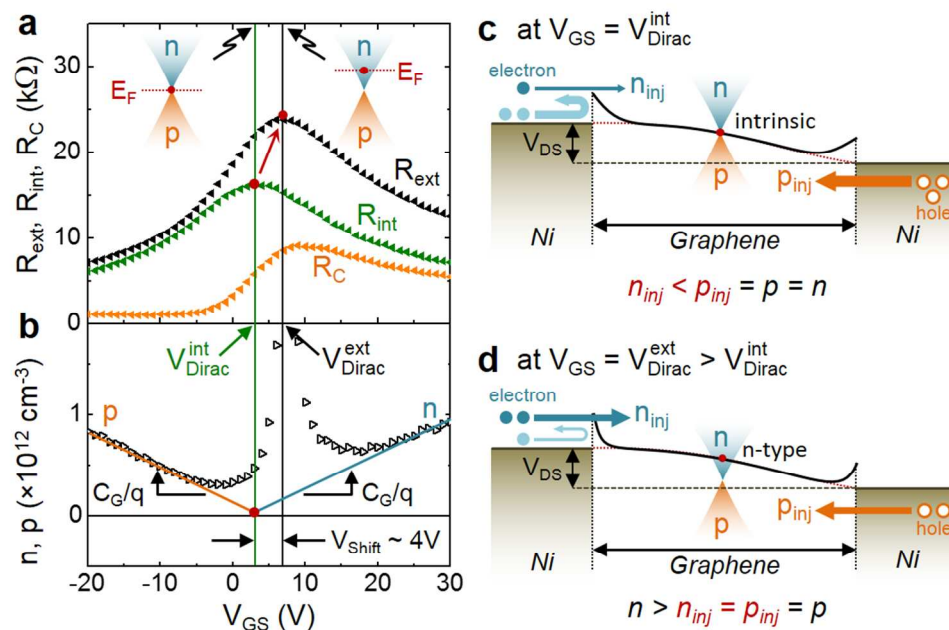 a
n
E_F
p
n
E_F
p
R_ext
R_int
R_C
R_ext, R_int, R_C (kΩ)
30
20
10
0
b
V_Dirac^int
V_Dirac^ext
p
n
C_G/q
C_G/q
V_Shift ~ 4V
n, p (×10^12 cm^-3)
1
0
-20 -10 0 10 20 30
V_GS (V)
c at V_GS = V_Dirac^int
electron
n_inj
n
intrinsic
p
V_DS
p_inj
hole
Ni
Graphene
Ni
n_inj < p_inj = p = n
d at V_GS = V_Dirac^ext > V_Dirac^int
electron
n_inj
n
n-type
p
V_DS
p_inj
hole
Ni
Graphene
Ni
n > n_inj = p_inj = p